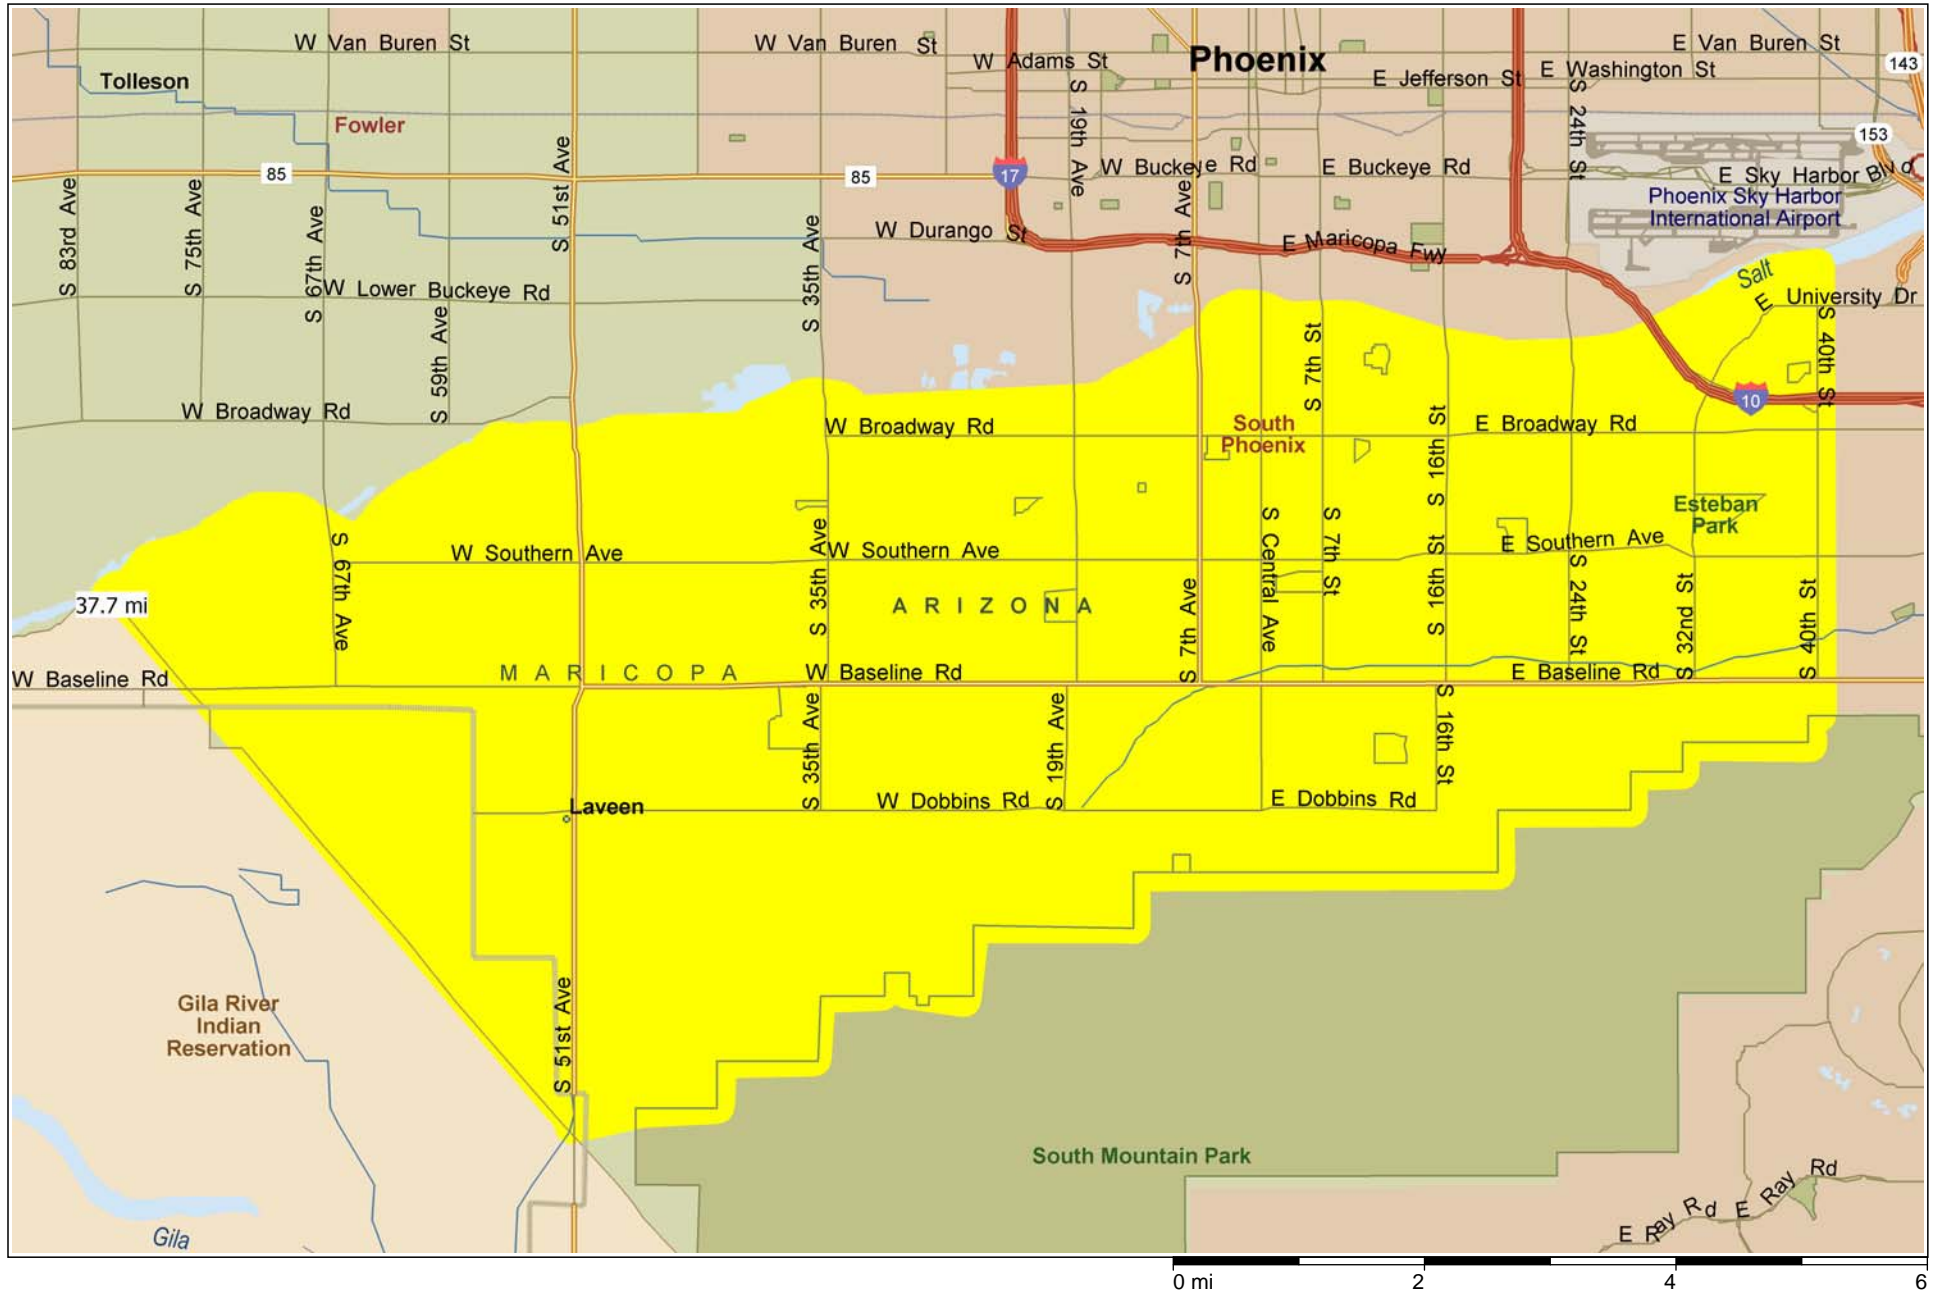 W Van Buren St
W Van Buren St
E Van Buren St
Phoenix
W Adams St
E Jefferson St
E Washington St
143
Tolleson
S 19th Ave
S 24th St
Fowler
153
S 51st Ave
85
85
17
W Buckeye Rd
E Buckeye Rd
E Sky Harbor Blvd
Phoenix Sky Harbor
International Airport
S 83rd Ave
S 75th Ave
S 67th Ave
S 35th Ave
S 7th Ave
W Durango St
E Maricopa Fwy
Salt
W Lower Buckeye Rd
E University Dr
S 59th Ave
S 7th St
S 40th St
10
W Broadway Rd
W Broadway Rd
South
Phoenix
S 16th St
E Broadway Rd
Esteban
Park
S 67th Ave
W Southern Ave
S 35th Ave
W Southern Ave
S Central Ave
S 7th St
S 16th St
E Southern Ave
S 24th St
S 32nd St
S 40th St
37.7 mi
ARIZONA
S 7th Ave
W Baseline Rd
MARICOPA
W Baseline Rd
E Baseline Rd
S 35th Ave
S 19th Ave
S 16th St
Laveen
W Dobbins Rd
E Dobbins Rd
S 51st Ave
Gila River
Indian
Reservation
South Mountain Park
Gila
E Ray Rd
E Ray Rd
0 mi
2
4
6